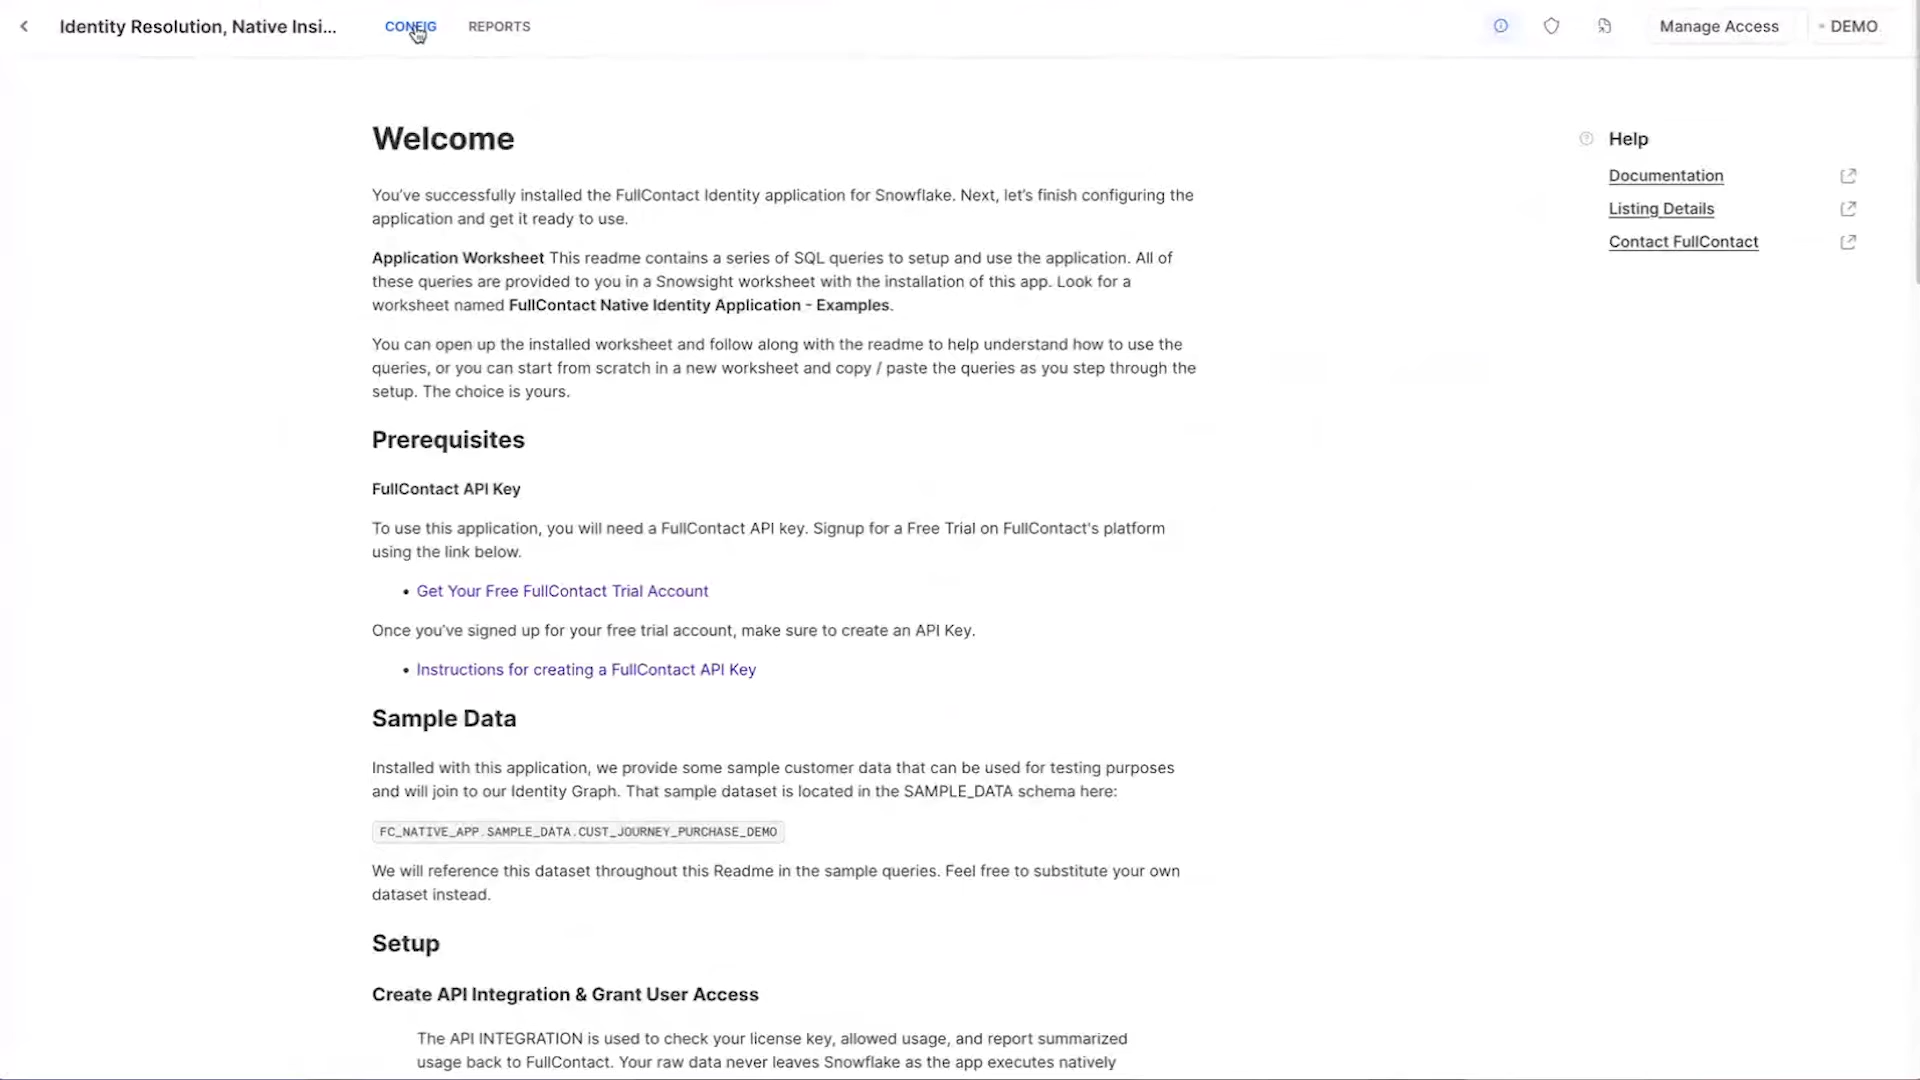 Identity Resolution, Native Insi...
CONFIG
REPORTS
Manage Access
DEMO
Welcome
You've successfully installed the FullContact Identity application for Snowflake. Next, let's finish configuring the
application and get it ready to use.
Application Worksheet This readme contains a series of SQL queries to setup and use the application. All of
these queries are provided to you in a Snowsight worksheet with the installation of this app. Look for a
worksheet named FullContact Native Identity Application - Examples.
You can open up the installed worksheet and follow along with the readme to help understand how to use the
queries, or you can start from scratch in a new worksheet and copy / paste the queries as you step through the
setup. The choice is yours.
Prerequisites
FullContact API Key
To use this application, you will need a FullContact API key. Signup for a Free Trial on FullContact's platform
using the link below.
• Get Your Free FullContact Trial Account
Once you've signed up for your free trial account, make sure to create an API Key.
• Instructions for creating a FullContact API Key
Sample Data
Installed with this application, we provide some sample customer data that can be used for testing purposes
and will join to our Identity Graph. That sample dataset is located in the SAMPLE_DATA schema here:
FC_NATIVE_APP.SAMPLE_DATA.CUST_JOURNEY_PURCHASE_DEMO
We will reference this dataset throughout this Readme in the sample queries. Feel free to substitute your own
dataset instead.
Setup
Create API Integration & Grant User Access
The API INTEGRATION is used to check your license key, allowed usage, and report summarized
usage back to FullContact. Your raw data never leaves Snowflake as the app executes natively
Help
Documentation
Listing Details
Contact FullContact